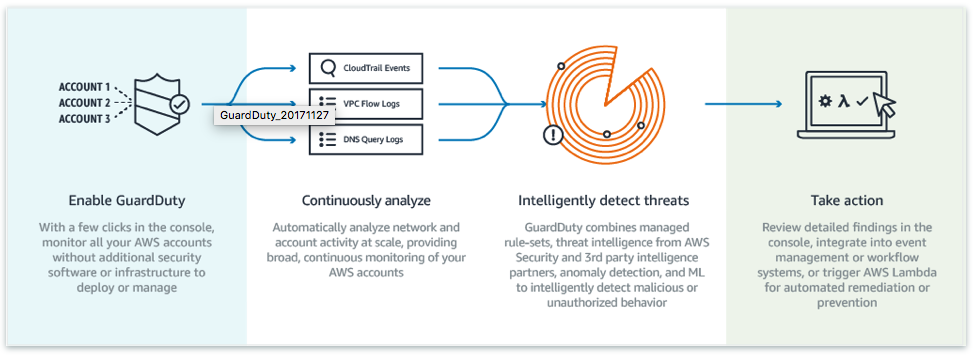 ACCOUNT 1
ACCOUNT 2
ACCOUNT 3
CloudTrail Events
VPC Flow Logs
GuardDuty_20171127
DNS Query Logs
Enable GuardDuty
With a few clicks in the console,
monitor all your AWS accounts
without additional security
software or infrastructure to
deploy or manage
Continuously analyze
Automatically analyze network and
account activity at scale, providing
broad, continuous monitoring of your
AWS accounts
Intelligently detect threats
GuardDuty combines managed
rule-sets, threat intelligence from AWS
Security and 3rd party intelligence
partners, anomaly detection, and ML
to intelligently detect malicious or
unauthorized behavior
Take action
Review detailed findings in the
console, integrate into event
management or workflow
systems, or trigger AWS Lambda
for automated remediation or
prevention